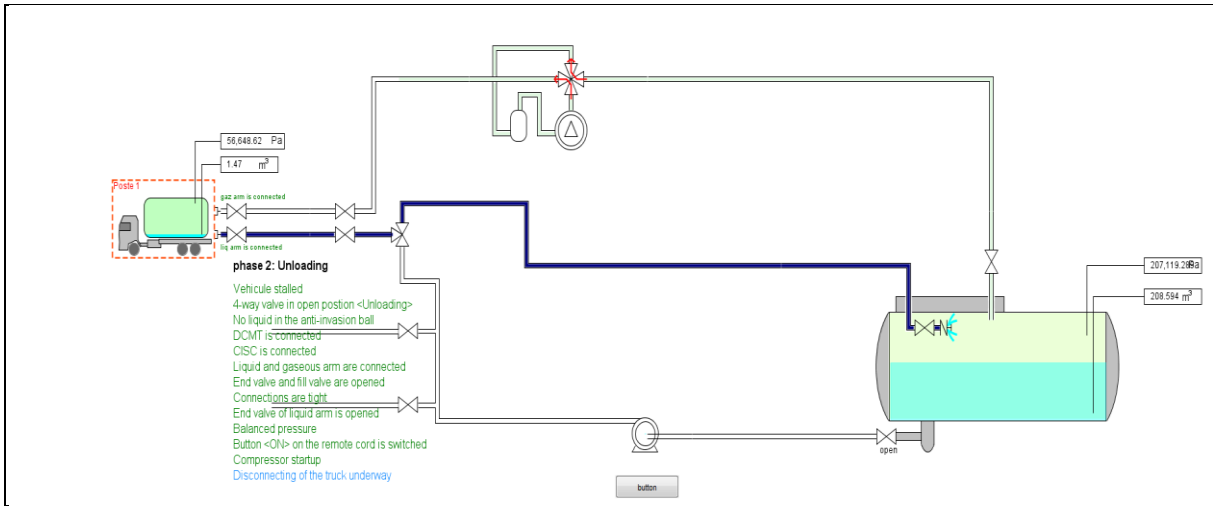 56,648.62 Pa
1.47 m³
Poste 1
gaz arm is connected
liq arm is connected
phase 2: Unloading
Vehicule stalled
4-way valve in open postion <Unloading>
No liquid in the anti-invasion ball
DCMT is connected
CISC is connected
Liquid and gaseous arm are connected
End valve and fill valve are opened
Connections are tight
End valve of liquid arm is opened
Balanced pressure
Button <ON> on the remote cord is switched
Compressor startup
Disconnecting of the truck underway
208.594 m³
open
button